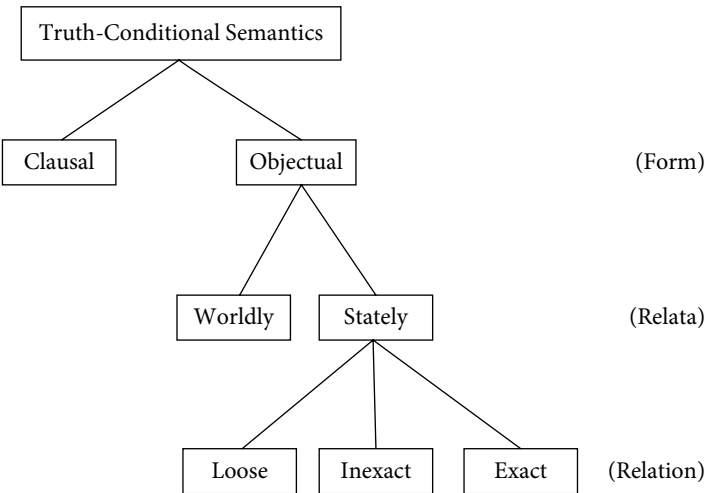 Truth-Conditional Semantics
Clausal Objectual (Form)
Worldly Stately (Relata)
Loose Inexact Exact (Relation)